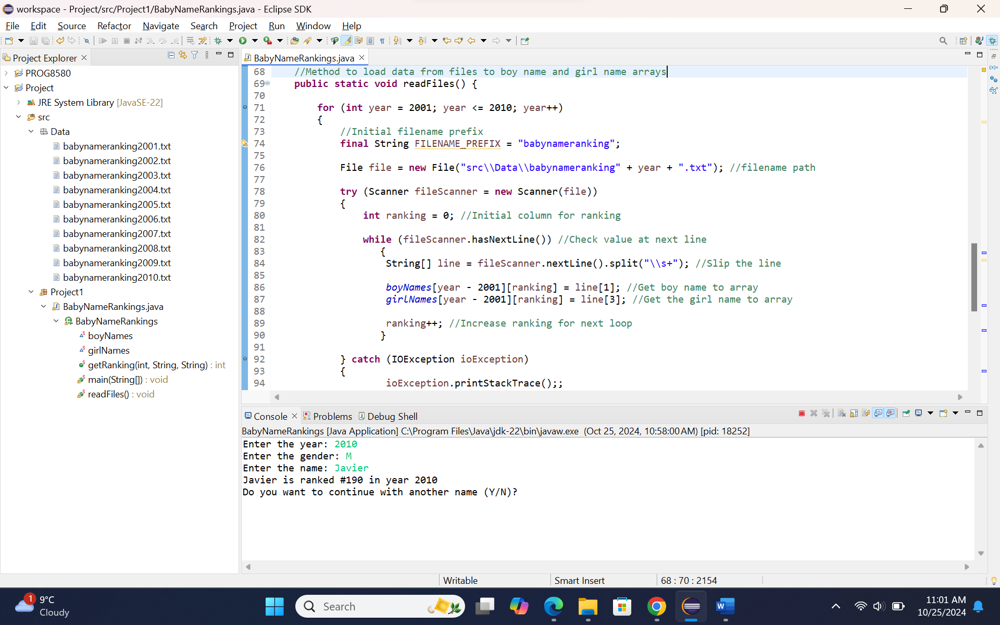 workspace - Project/src/Project1/BabyNameRankings.java - Eclipse SDK
File Edit Source Refactor Navigate Search Project Run Window Help
Project Explorer
PROG8580
Project
JRE System Library [JavaSE-22]
src
Data
babynameranking2001.txt
babynameranking2002.txt
babynameranking2003.txt
babynameranking2004.txt
babynameranking2005.txt
babynameranking2006.txt
babynameranking2007.txt
babynameranking2008.txt
babynameranking2009.txt
babynameranking2010.txt
Project1
BabyNameRankings.java
BabyNameRankings
boyNames
girlNames
getRanking(int, String, String) : int
main(String[]) : void
readFiles() : void
BabyNameRankings.java
68 //Method to load data from files to boy name and girl name arrays
69 public static void readFiles() {
70
71 for (int year = 2001; year <= 2010; year++)
72 {
73 //Initial filename prefix
74 final String FILENAME_PREFIX = "babynameranking";
75
76 File file = new File("src\\Data\\babynameranking" + year + ".txt"); //filename path
77
78 try (Scanner fileScanner = new Scanner(file))
79 {
80 int ranking = 0; //Initial column for ranking
81
82 while (fileScanner.hasNextLine()) //Check value at next line
83 {
84 String[] line = fileScanner.nextLine().split("\\s+"); //Slip the line
85
86 boyNames[year - 2001][ranking] = line[1]; //Get boy name to array
87 girlNames[year - 2001][ranking] = line[3]; //Get the girl name to array
88
89 ranking++; //Increase ranking for next loop
90 }
91
92 } catch (IOException ioException)
93 {
94 ioException.printStackTrace();;
Console Problems Debug Shell
BabyNameRankings [Java Application] C:\Program Files\Java\jdk-22\bin\javaw.exe (Oct 25, 2024, 10:58:00 AM) [pid: 18252]
Enter the year: 2010
Enter the gender: M
Enter the name: Javier
Javier is ranked #190 in year 2010
Do you want to continue with another name (Y/N)?
Writable Smart Insert 68 : 70 : 2154
1
9°C
Cloudy
Search
11:01 AM
10/25/2024